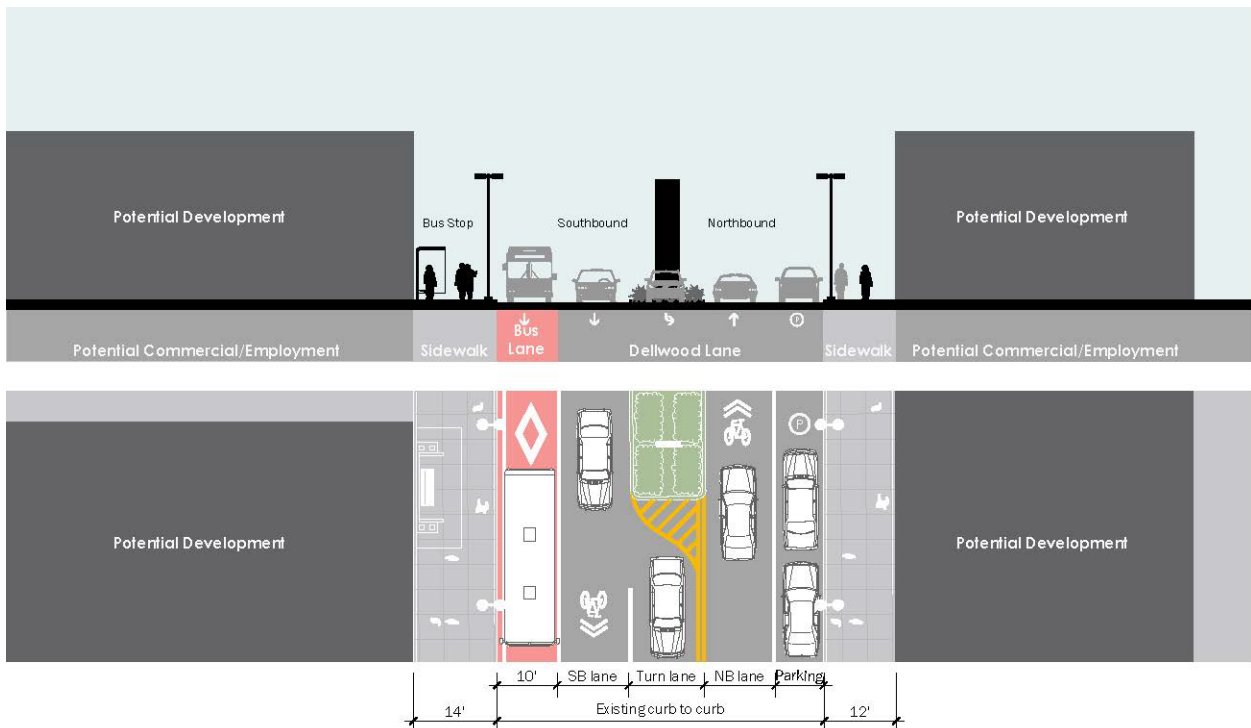 Potential Development
Bus Stop
Southbound
Northbound
Potential Development
Potential Commercial/Employment
Sidewalk
Bus
Lane
Dellwood Lane
P
Sidewalk
Potential Commercial/Employment
Potential Development
P
Potential Development
10'
SB lane
Turn lane
NB lane
Parking
14'
Existing curb to curb
12'